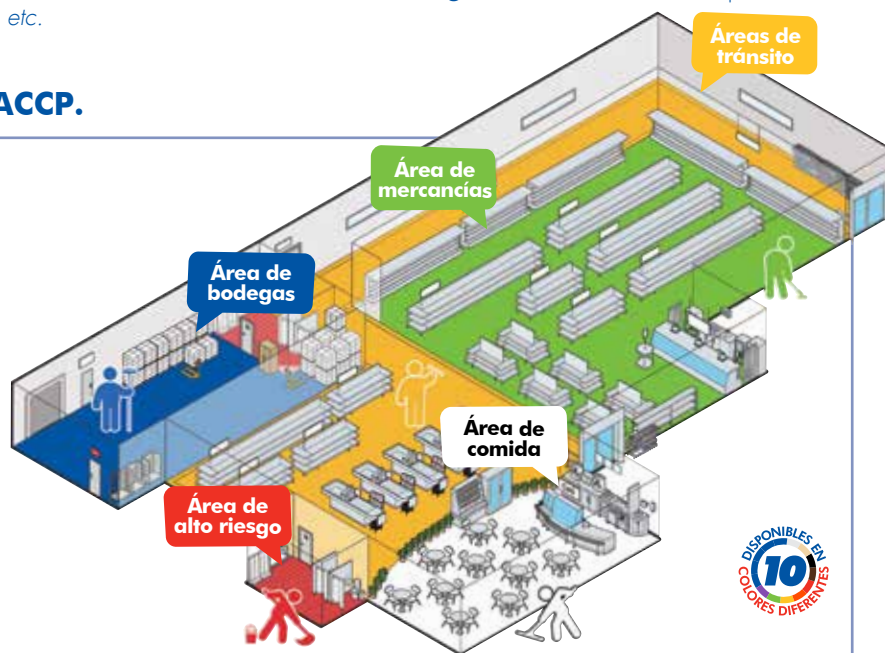 etc.
ACCP.
Áreas de
tránsito
Área de
mercancías
Área de
bodegas
Área de
comida
Área de
alto riesgo
DISPONIBLES EN
10
COLORES DIFERENTES